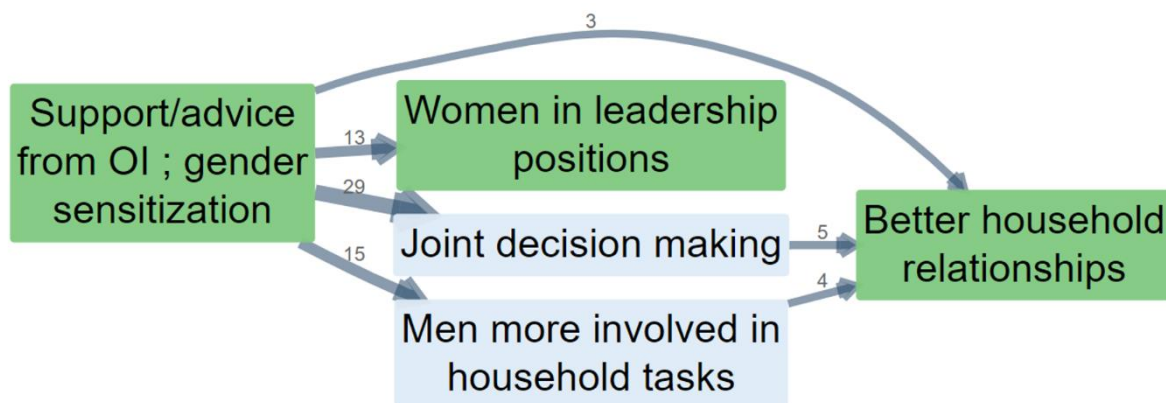 3
Support/advice
from OI ; gender
sensitization
13
Women in leadership
positions
29
Joint decision making
5
Better household
relationships
15
4
Men more involved in
household tasks